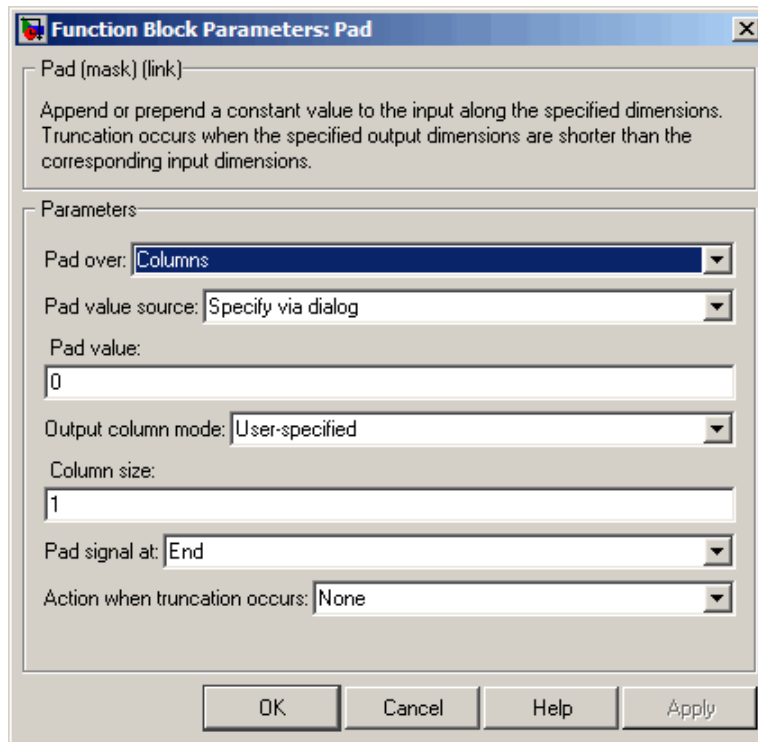 Function Block Parameters: Pad
Pad (mask) (link)
Append or prepend a constant value to the input along the specified dimensions.
Truncation occurs when the specified output dimensions are shorter than the
corresponding input dimensions.
Parameters
Pad over: Columns
Pad value source: Specify via dialog
Pad value:
0
Output column mode: User-specified
Column size:
1
Pad signal at: End
Action when truncation occurs: None
OK Cancel Help Apply